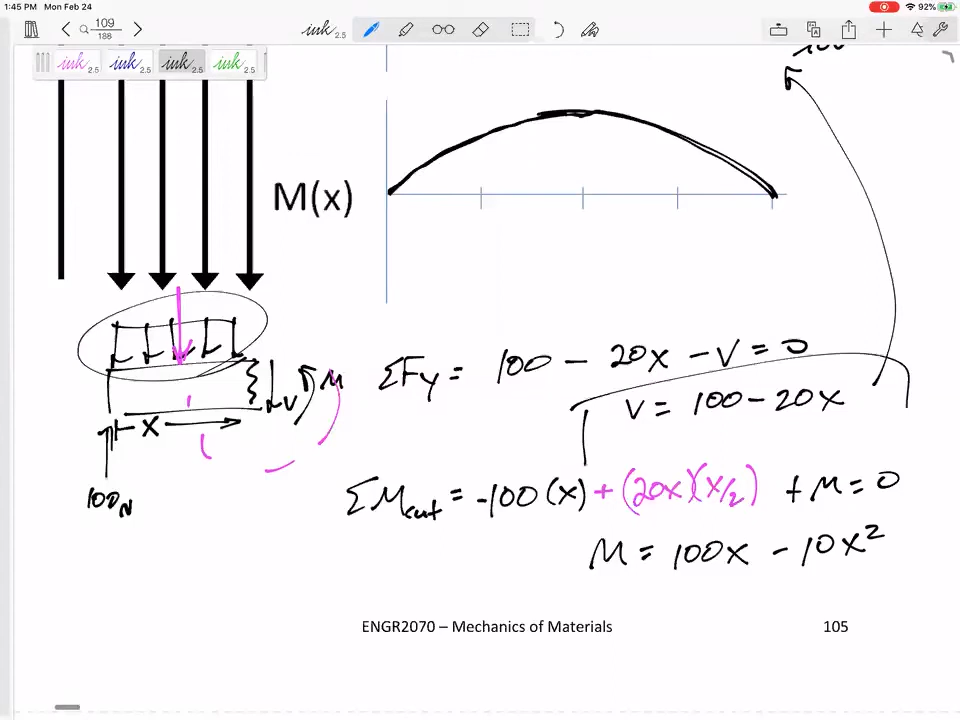 1:45 PM Mon Feb 24
92%
109
188
ink 2.5
ink 2.5 ink 2.5 ink 2.5 ink 2.5
M(x)
M
V
x
100N
ΣFy = 100 - 20x - V = 0
V = 100 - 20x
ΣMcut = -100(x) + (20x)(x/2) + M = 0
M = 100x - 10x²
ENGR2070 – Mechanics of Materials
105